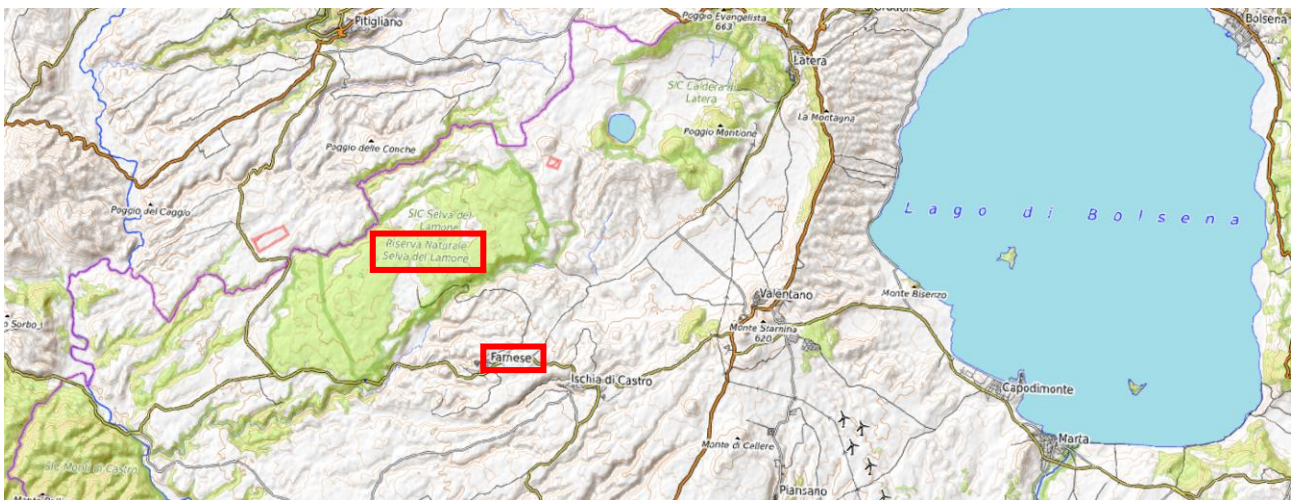 Pitigliano
Poggio Evangelista
663
Bolsena
Latera
SIC Caldera di
Latera
La Montagna
Poggio Montione
Poggio delle Conche
Poggio del Caggio
SIC Selva del
Lamone
Riserva Naturale
Selva del Lamone
Lago di Bolsena
Valentano
Monte Bisenzo
Monte Starnina
620
o Sorbo
Farnese
Ischia di Castro
Capodimonte
Marta
Monte di Cellere
SIC Monti di Castro
Piansano